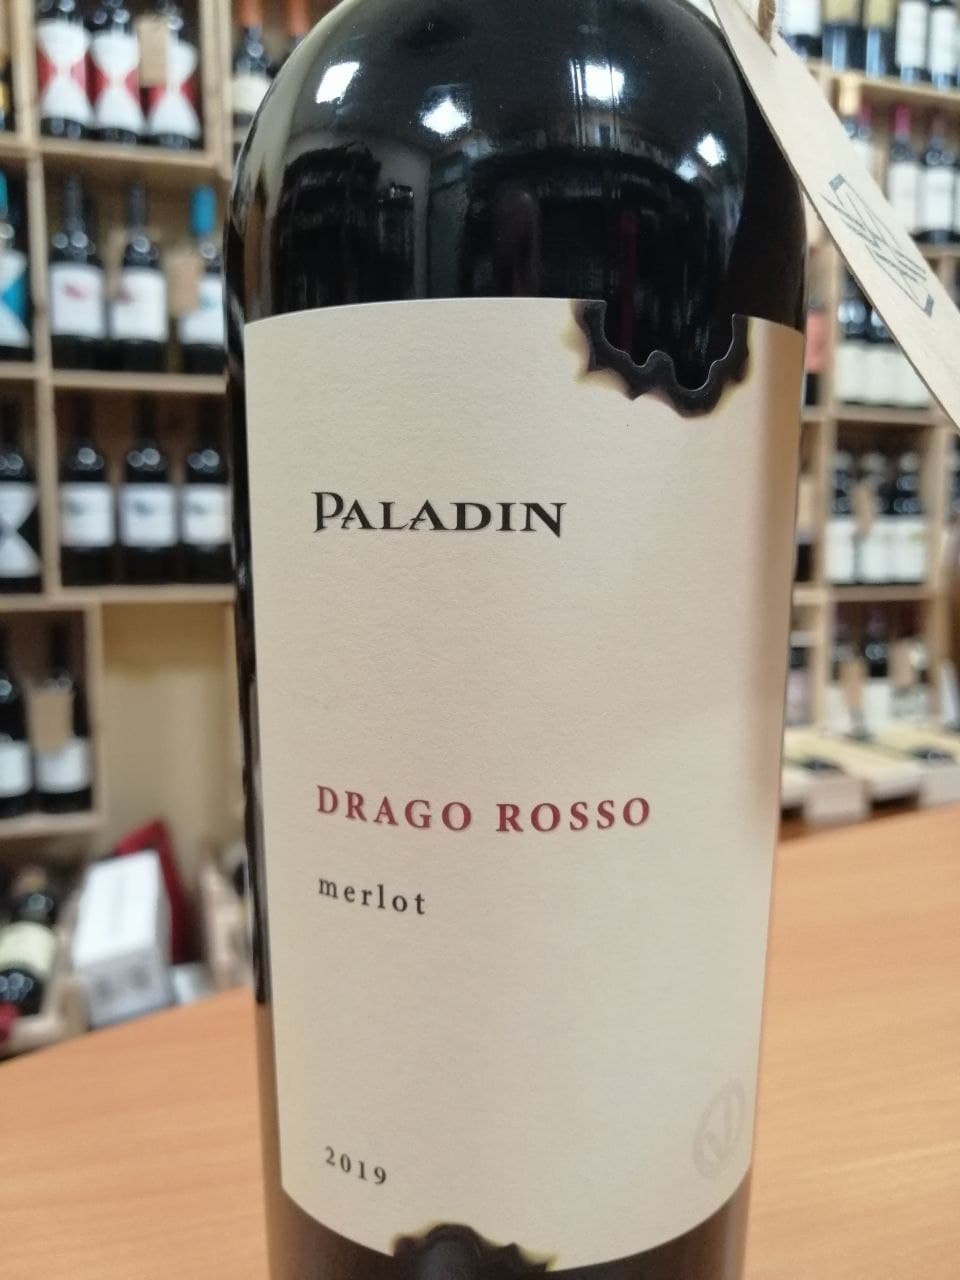 PALADIN
DRAGO ROSSO
merlot
2019